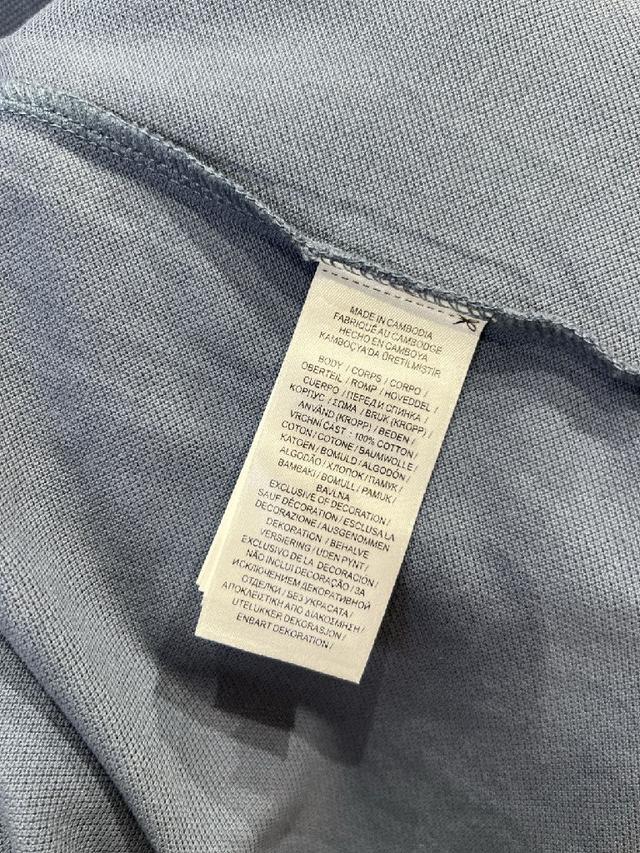 MADE IN CAMBODIA
FABRIQUÉ AU CAMBODGE
HECHO EN CAMBOYA
KAMBOÇYA DA ÜRETILMISTIR
BODY / CORPS / CORPO /
OBERTEIL / ROMP / HOVEDDEL /
CUERPO / ПЕРЕД И СПИНКА /
КОРПУС / ΣΩΜΑ / BRUK (KROPP) /
ANVÄND (KROPP) / BEDEN /
VRCHNÍ ČÁST : 100% COTTON /
COTON / COTONE / BAUMWOLLE /
KATOEN / BOMULD / ALGODÓN /
ALGODÃO / ХЛОПОК / ПАМУК /
BAMBAKI / BOMULL / PAMUK /
BAVLNA
EXCLUSIVE OF DECORATION /
SAUF DÉCORATION / ESCLUSA LA
DECORAZIONE / AUSGENOMMEN
DEKORATION / BEHALVE
VERSIERING / UDEN PYNT /
EXCLUSIVO DE LA DECORACIÓN /
NÃO INCLUI DECORAÇÃO / ЗА
ИСКЛЮЧЕНИЕМ ДЕКОРАТИВНОЙ
ОТДЕЛКИ / БЕЗ УКРАСАТА /
ΑΠΟΚΛΕΙΣΤΙΚΗ ΑΠΟ ΔΙΑΚΟΣΜΗΣΗ /
UTELUKKER DEKORASJON /
ENBART DEKORATION /